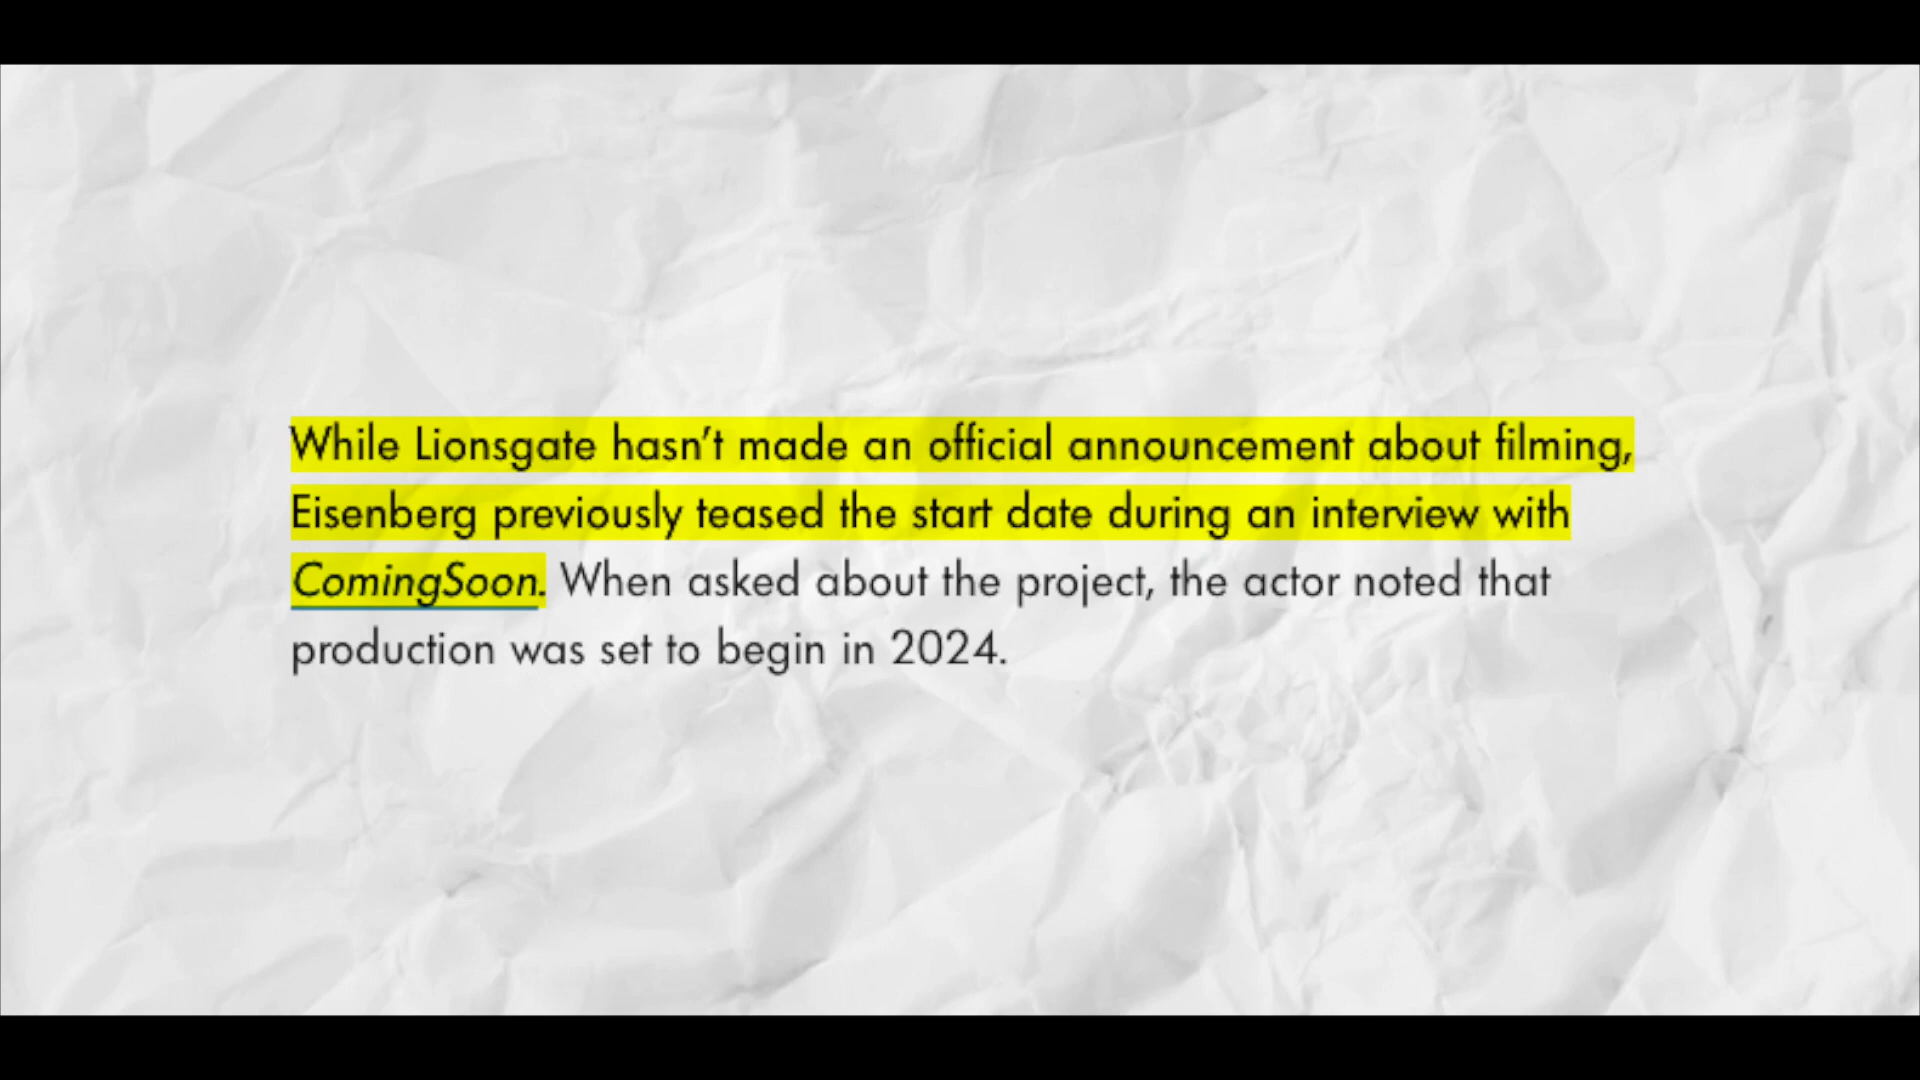 While Lionsgate hasn’t made an official announcement about filming,
Eisenberg previously teased the start date during an interview with
ComingSoon. When asked about the project, the actor noted that
production was set to begin in 2024.